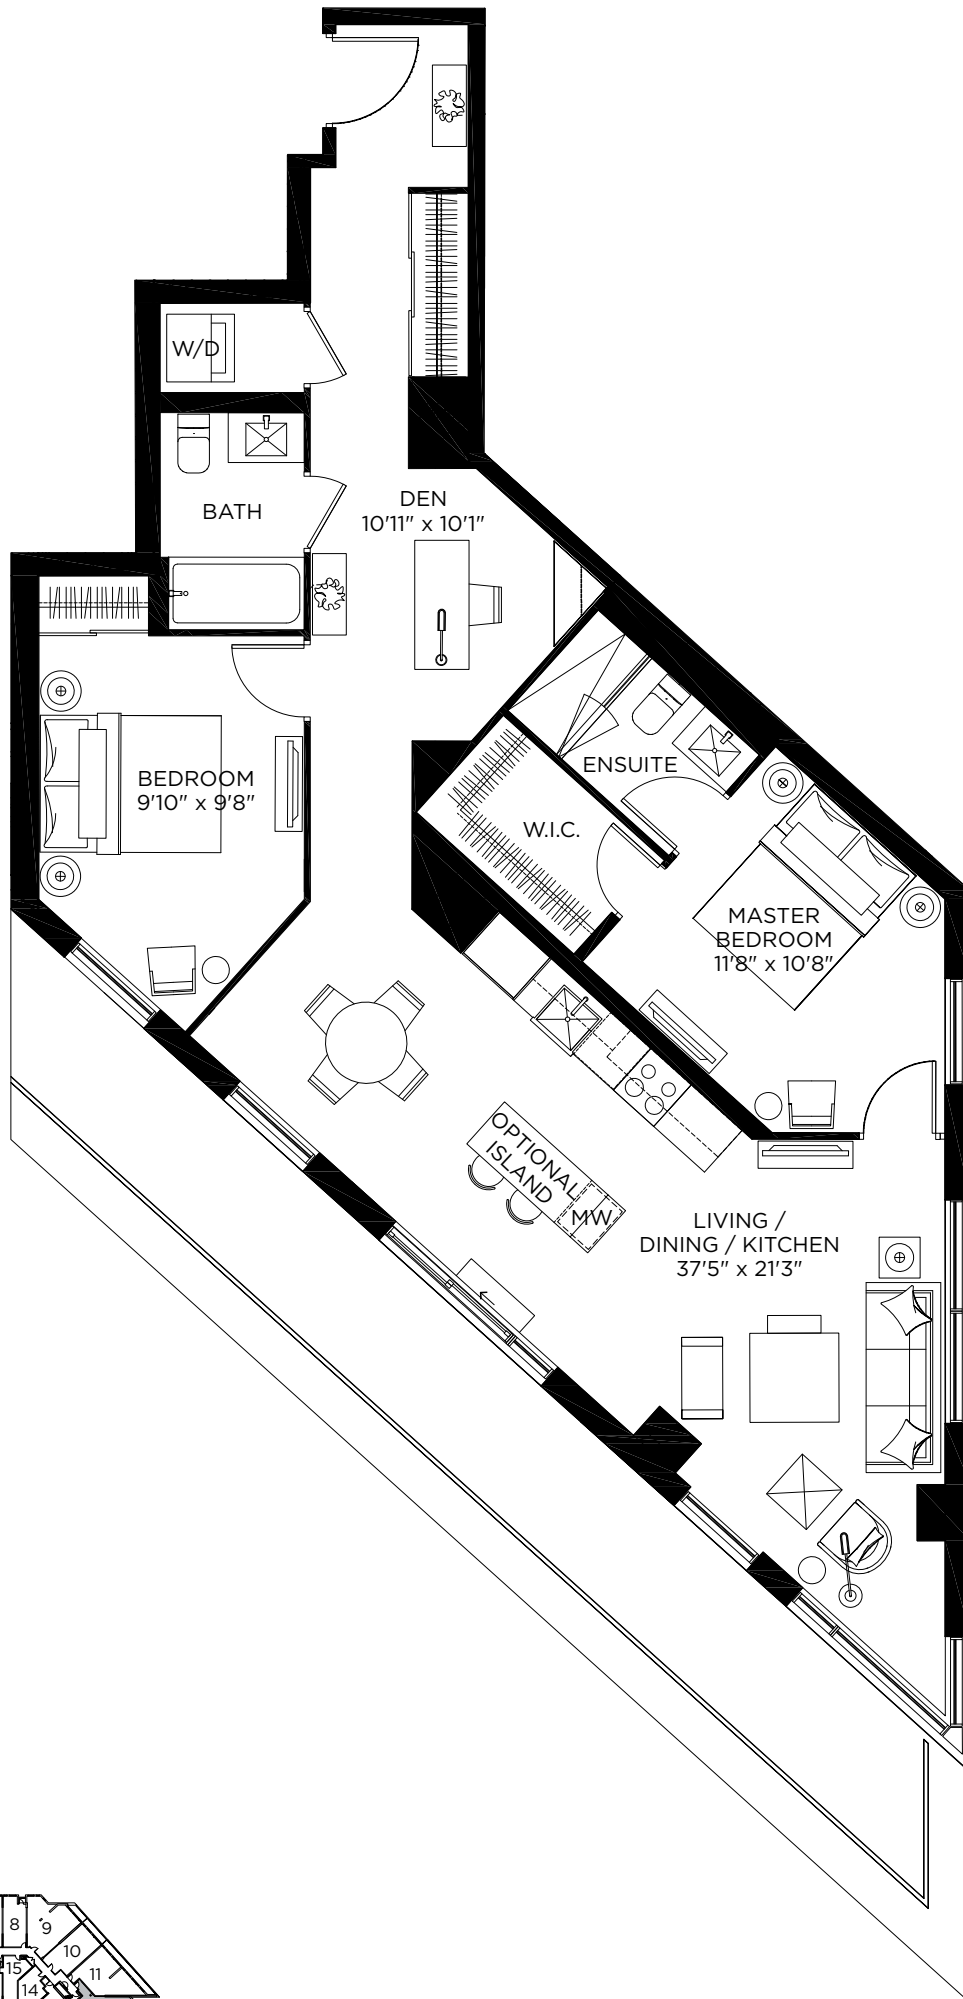 W/D
BATH
DEN
10'11" x 10'1"
BEDROOM
9'10" x 9'8"
ENSUITE
W.I.C.
MASTER
BEDROOM
11'8" x 10'8"
OPTIONAL
ISLAND
MW
LIVING /
DINING / KITCHEN
37'5" x 21'3"
8
9
10
11
15
14